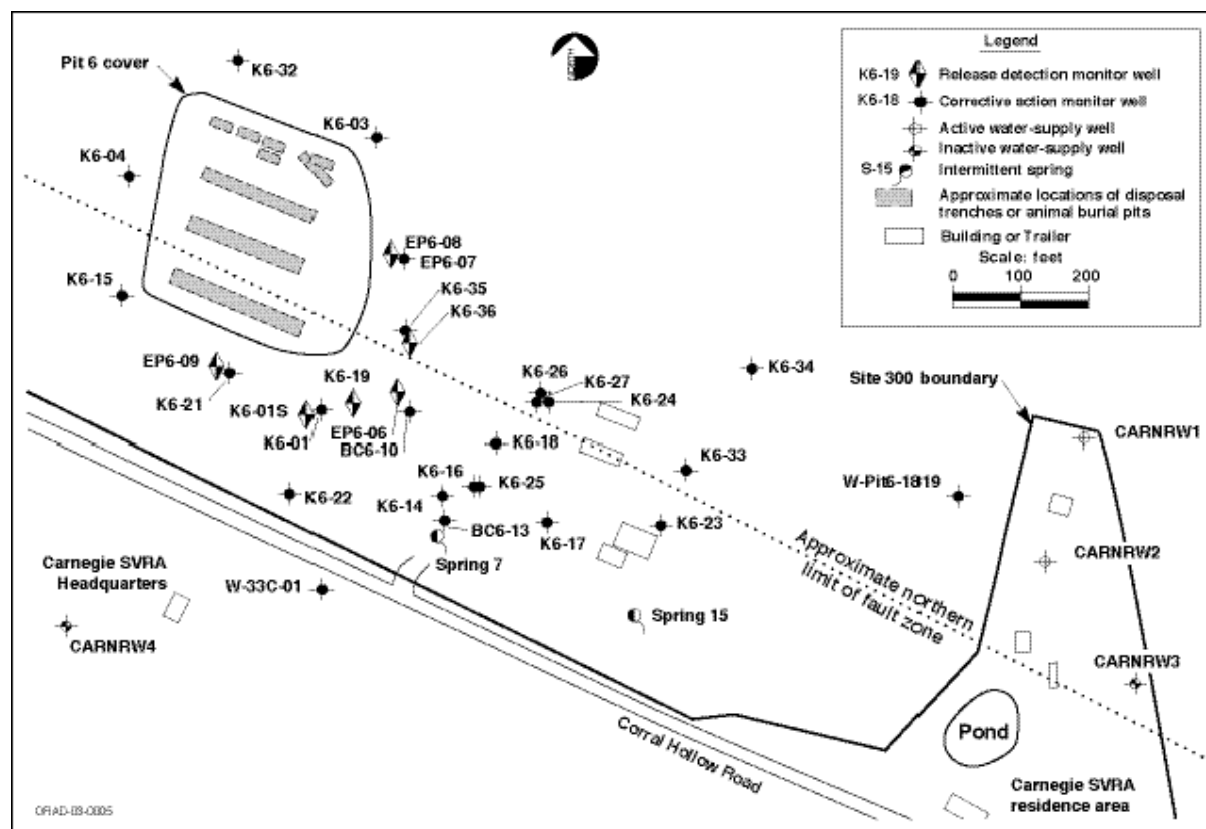 Pit 6 cover
K6-32
K6-03
K6-04
K6-15
EP6-08
EP6-07
K6-35
K6-36
EP6-09
K6-21
K6-19
K6-01S
K6-01
EP6-06
BC6-10
K6-26
K6-27
K6-24
K6-34
K6-18
K6-33
K6-16
K6-25
K6-22
K6-14
BC6-13
K6-17
K6-23
Spring 7
W-33C-01
Spring 15
Carnegie SVRA
Headquarters
CARNRW4
Corral Hollow Road
Approximate northern
limit of fault zone
Site 300 boundary
W-Pit6-1819
CARNRW1
CARNRW2
CARNRW3
Pond
Carnegie SVRA
residence area
Legend
K6-19 Release detection monitor well
K6-18 Corrective action monitor well
Active water-supply well
Inactive water-supply well
S-15 Intermittent spring
Approximate locations of disposal
trenches or animal burial pits
Building or Trailer
Scale: feet
0 100 200